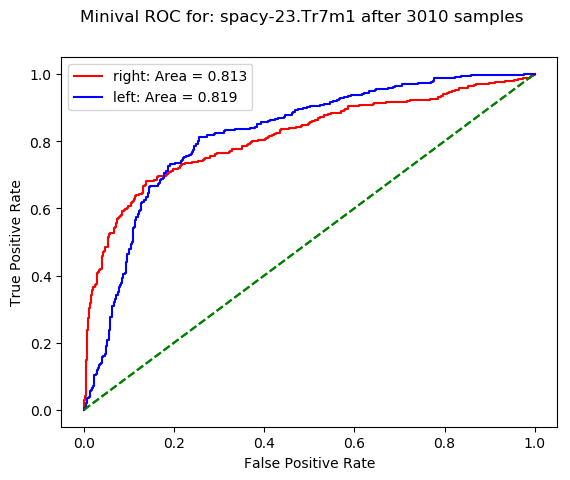 Minival ROC for: spacy-23.Tr7m1 after 3010 samples
right: Area = 0.813
left: Area = 0.819
True Positive Rate
1.0
0.8
0.6
0.4
0.2
0.0
0.0 0.2 0.4 0.6 0.8 1.0
False Positive Rate